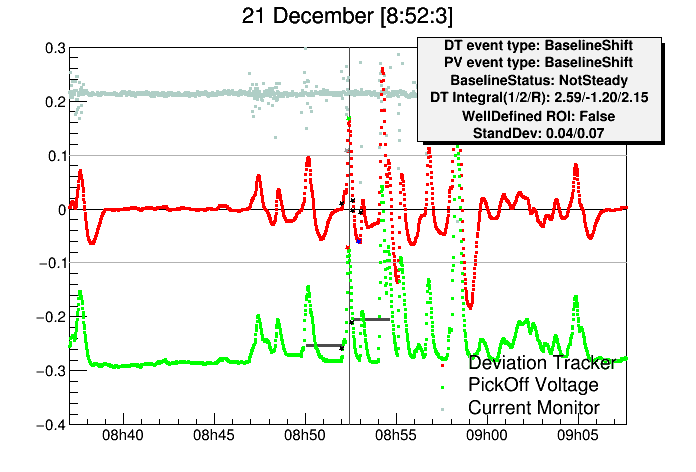 21 December [8:52:3]
DT event type: BaselineShift
PV event type: BaselineShift
BaselineStatus: NotSteady
DT Integral(1/2/R): 2.59/-1.20/2.15
WellDefined ROI: False
StandDev: 0.04/0.07
0.3
0.2
0.1
0
−0.1
−0.2
−0.3
−0.4
Deviation Tracker
PickOff Voltage
Current Monitor
08h40
08h45
08h50
08h55
09h00
09h05